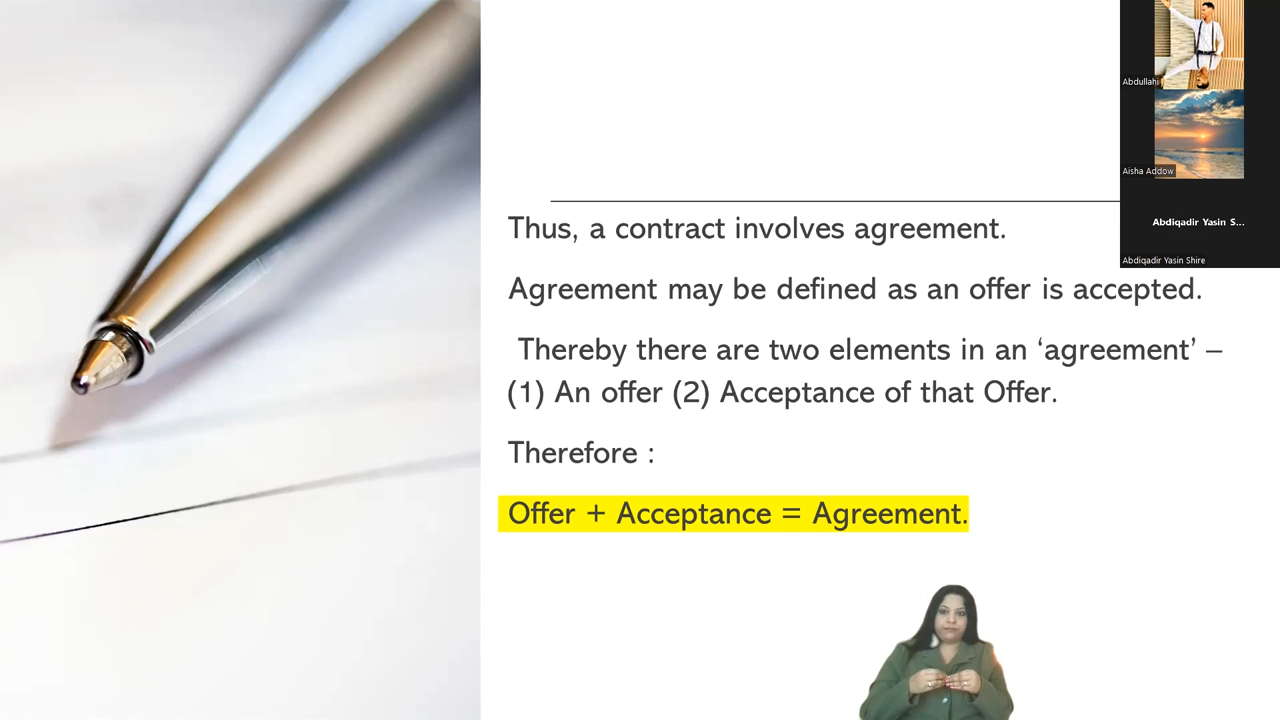 Abdullahi
Aisha Addow
Abdiqadir Yasin S...
Abdiqadir Yasin Shire
Thus, a contract involves agreement.
Agreement may be defined as an offer is accepted.
Thereby there are two elements in an ‘agreement’ –
(1) An offer (2) Acceptance of that Offer.
Therefore :
Offer + Acceptance = Agreement.